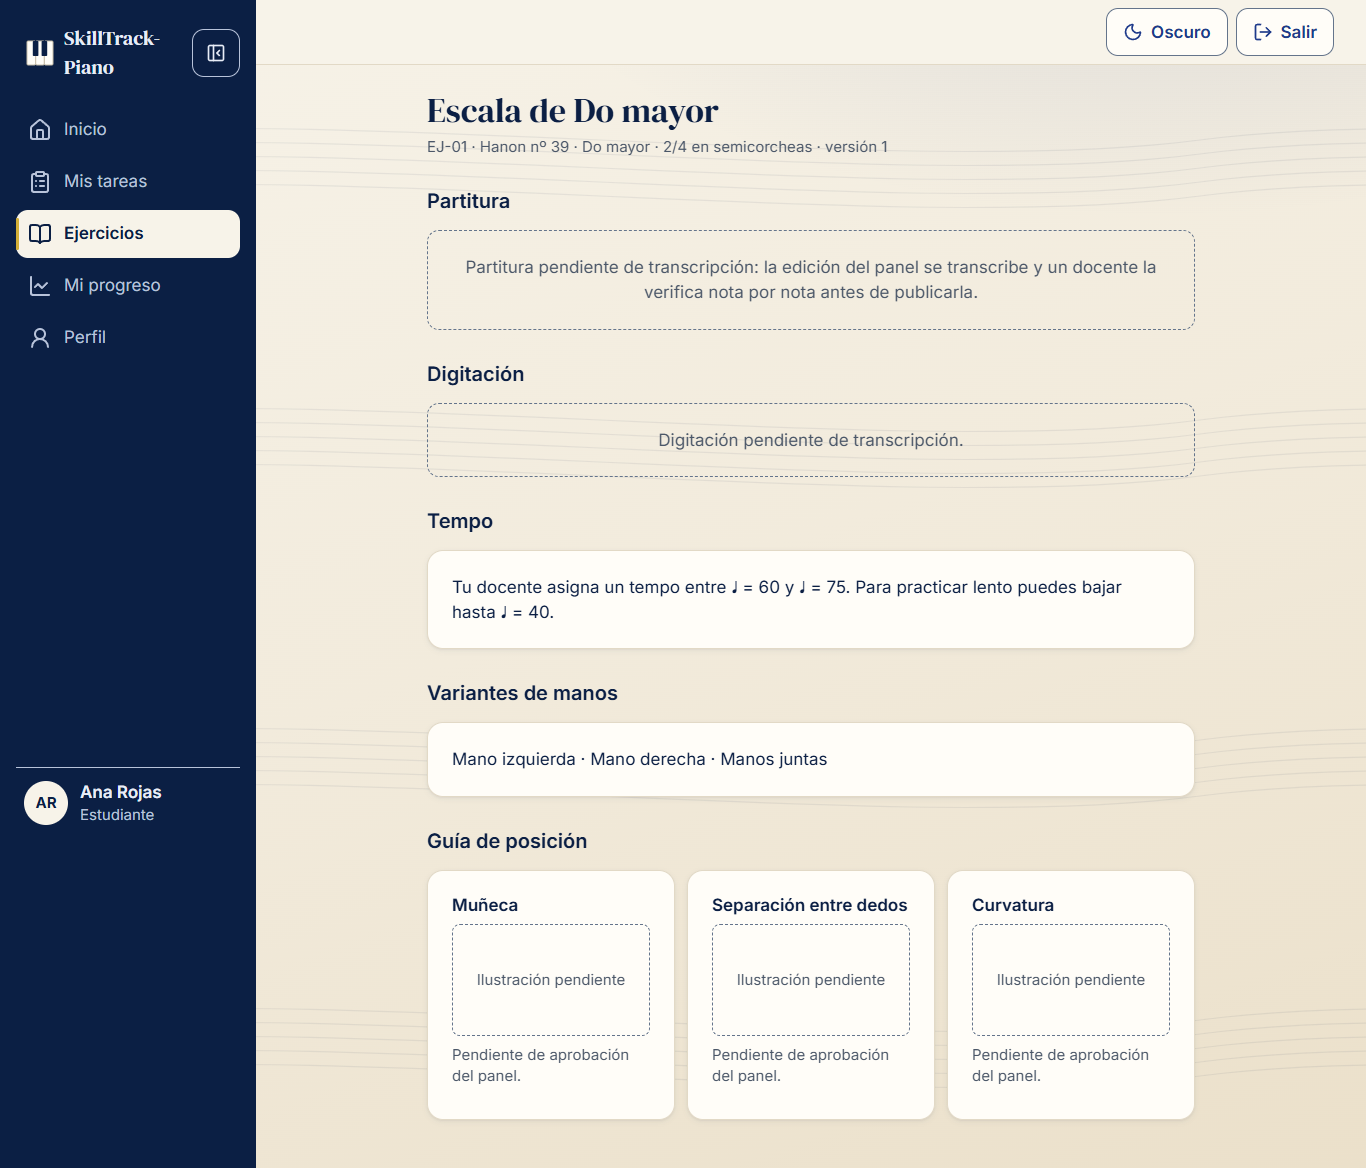 SkillTrack-
Piano
Inicio
Mis tareas
Ejercicios
Mi progreso
Perfil
AR
Ana Rojas
Estudiante
Oscuro
Salir
Escala de Do mayor
EJ-01 · Hanon nº 39 · Do mayor · 2/4 en semicorcheas · versión 1
Partitura
Partitura pendiente de transcripción: la edición del panel se transcribe y un docente la
verifica nota por nota antes de publicarla.
Digitación
Digitación pendiente de transcripción.
Tempo
Tu docente asigna un tempo entre ♩ = 60 y ♩ = 75. Para practicar lento puedes bajar
hasta ♩ = 40.
Variantes de manos
Mano izquierda · Mano derecha · Manos juntas
Guía de posición
Muñeca
Ilustración pendiente
Pendiente de aprobación
del panel.
Separación entre dedos
Ilustración pendiente
Pendiente de aprobación
del panel.
Curvatura
Ilustración pendiente
Pendiente de aprobación
del panel.